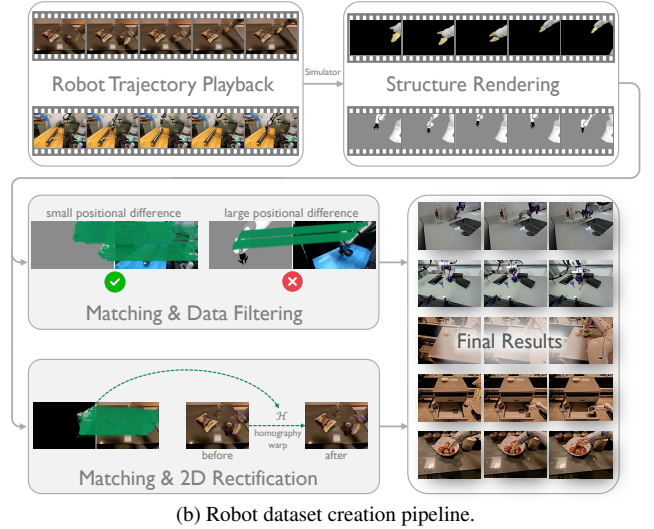 Robot Trajectory Playback
Simulator
Structure Rendering
small positional difference
large positional difference
Matching & Data Filtering
Final Results
ℋ
homography
warp
before
after
Matching & 2D Rectification
(b) Robot dataset creation pipeline.